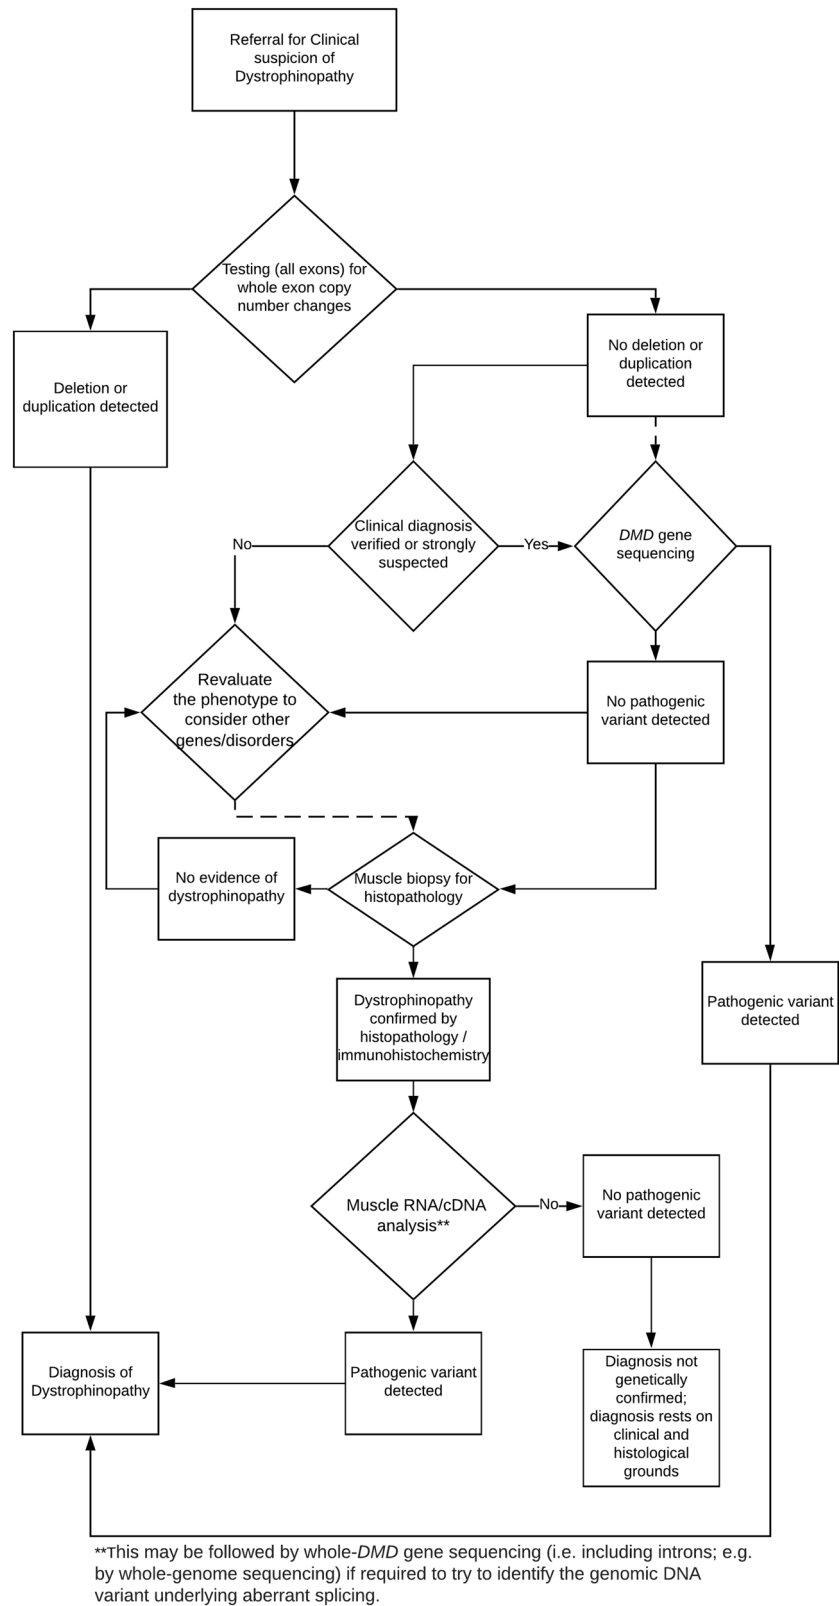 Referral for Clinical
suspicion of
Dystrophinopathy
Testing (all exons) for
whole exon copy
number changes
Deletion or
duplication detected
No deletion or
duplication
detected
Clinical diagnosis
verified or strongly
suspected
No
Yes
DMD gene
sequencing
Revaluate
the phenotype to
consider other
genes/disorders
No pathogenic
variant detected
No evidence of
dystrophinopathy
Muscle biopsy for
histopathology
Dystrophinopathy
confirmed by
histopathology /
immunohistochemistry
Pathogenic variant
detected
Muscle RNA/cDNA
analysis**
No
No pathogenic
variant detected
Diagnosis of
Dystrophinopathy
Pathogenic variant
detected
Diagnosis not
genetically
confirmed;
diagnosis rests on
clinical and
histological
grounds
**This may be followed by whole-DMD gene sequencing (i.e. including introns; e.g.
by whole-genome sequencing) if required to try to identify the genomic DNA
variant underlying aberrant splicing.